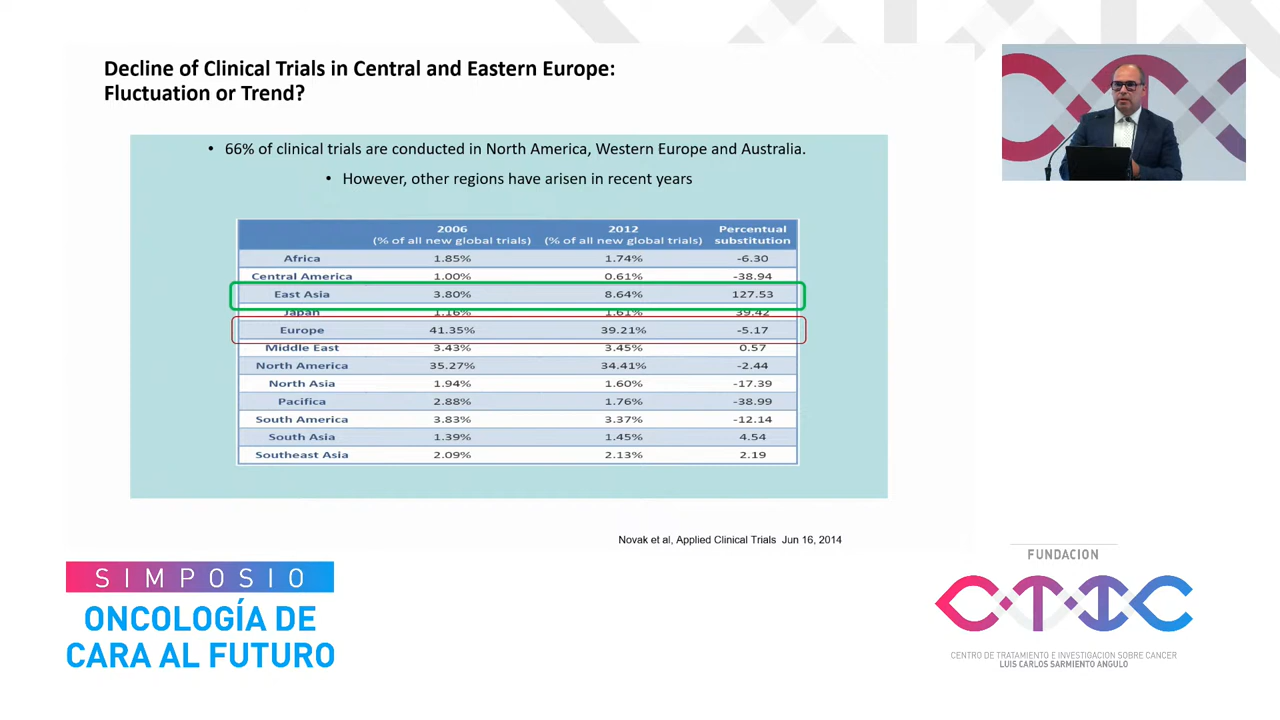 Decline of Clinical Trials in Central and Eastern Europe:
Fluctuation or Trend?
• 66% of clinical trials are conducted in North America, Western Europe and Australia.
• However, other regions have arisen in recent years
2006 2012 Percentual
(% of all new global trials) (% of all new global trials) substitution
Africa 1.85% 1.74% -6.30
Central America 1.00% 0.61% -38.94
East Asia 3.80% 8.64% 127.53
Japan 1.16% 1.61% 39.42
Europe 41.35% 39.21% -5.17
Middle East 3.43% 3.45% 0.57
North America 35.27% 34.41% -2.44
North Asia 1.94% 1.60% -17.39
Pacifica 2.88% 1.76% -38.99
South America 3.83% 3.37% -12.14
South Asia 1.39% 1.45% 4.54
Southeast Asia 2.09% 2.13% 2.19
Novak et al, Applied Clinical Trials Jun 16, 2014
SIMPOSIO
ONCOLOGÍA DE
CARA AL FUTURO
FUNDACION
CTIC
CENTRO DE TRATAMIENTO E INVESTIGACION SOBRE CANCER
LUIS CARLOS SARMIENTO ANGULO